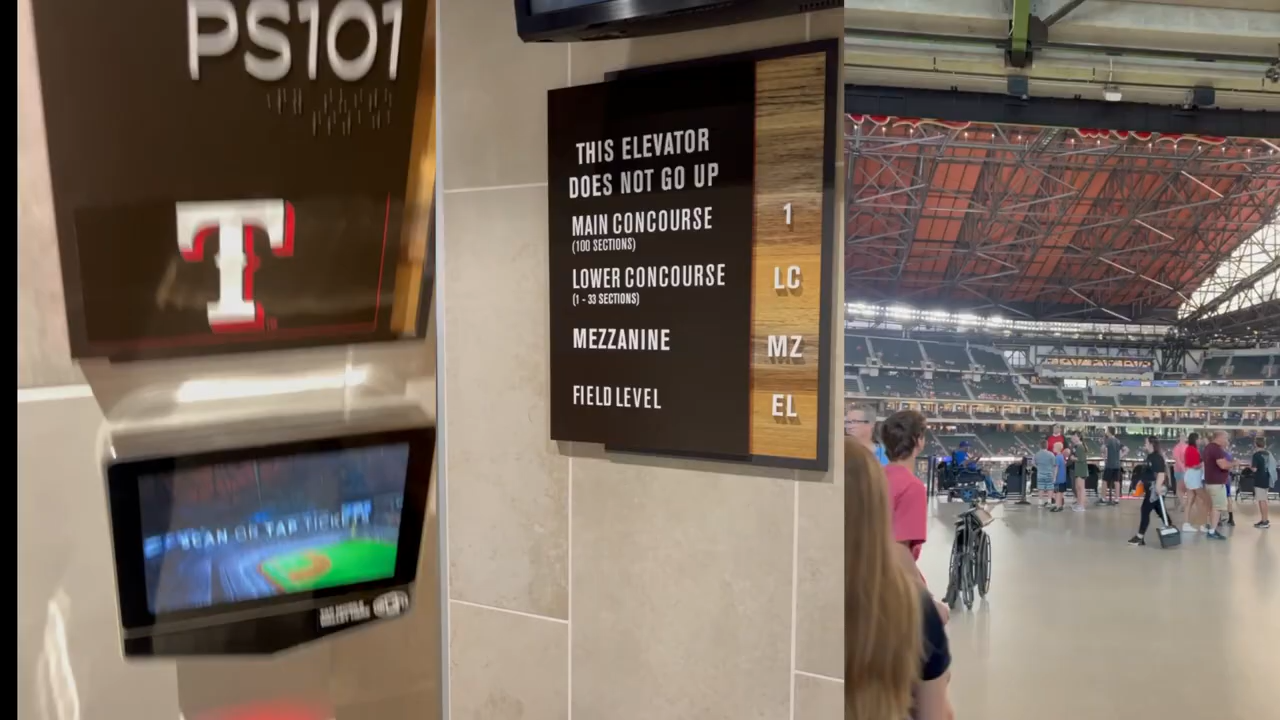 PS101
T
SCAN OR TAP TICKET
THIS ELEVATOR
DOES NOT GO UP
MAIN CONCOURSE 1
(100 SECTIONS)
LOWER CONCOURSE LC
(1 - 33 SECTIONS)
MEZZANINE MZ
FIELD LEVEL EL